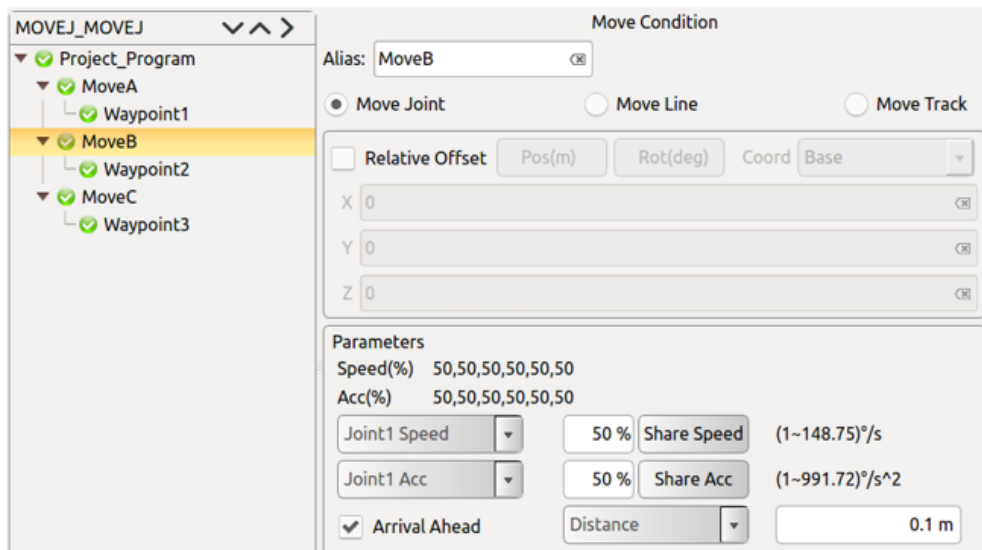 MOVEJ_MOVEJ
Project_Program
MoveA
Waypoint1
MoveB
Waypoint2
MoveC
Waypoint3
Move Condition
Alias: MoveB
Move Joint Move Line Move Track
Relative Offset Pos(m) Rot(deg) Coord Base
X 0
Y 0
Z 0
Parameters
Speed(%) 50,50,50,50,50,50
Acc(%) 50,50,50,50,50,50
Joint1 Speed 50 % Share Speed (1~148.75)°/s
Joint1 Acc 50 % Share Acc (1~991.72)°/s^2
Arrival Ahead Distance 0.1 m